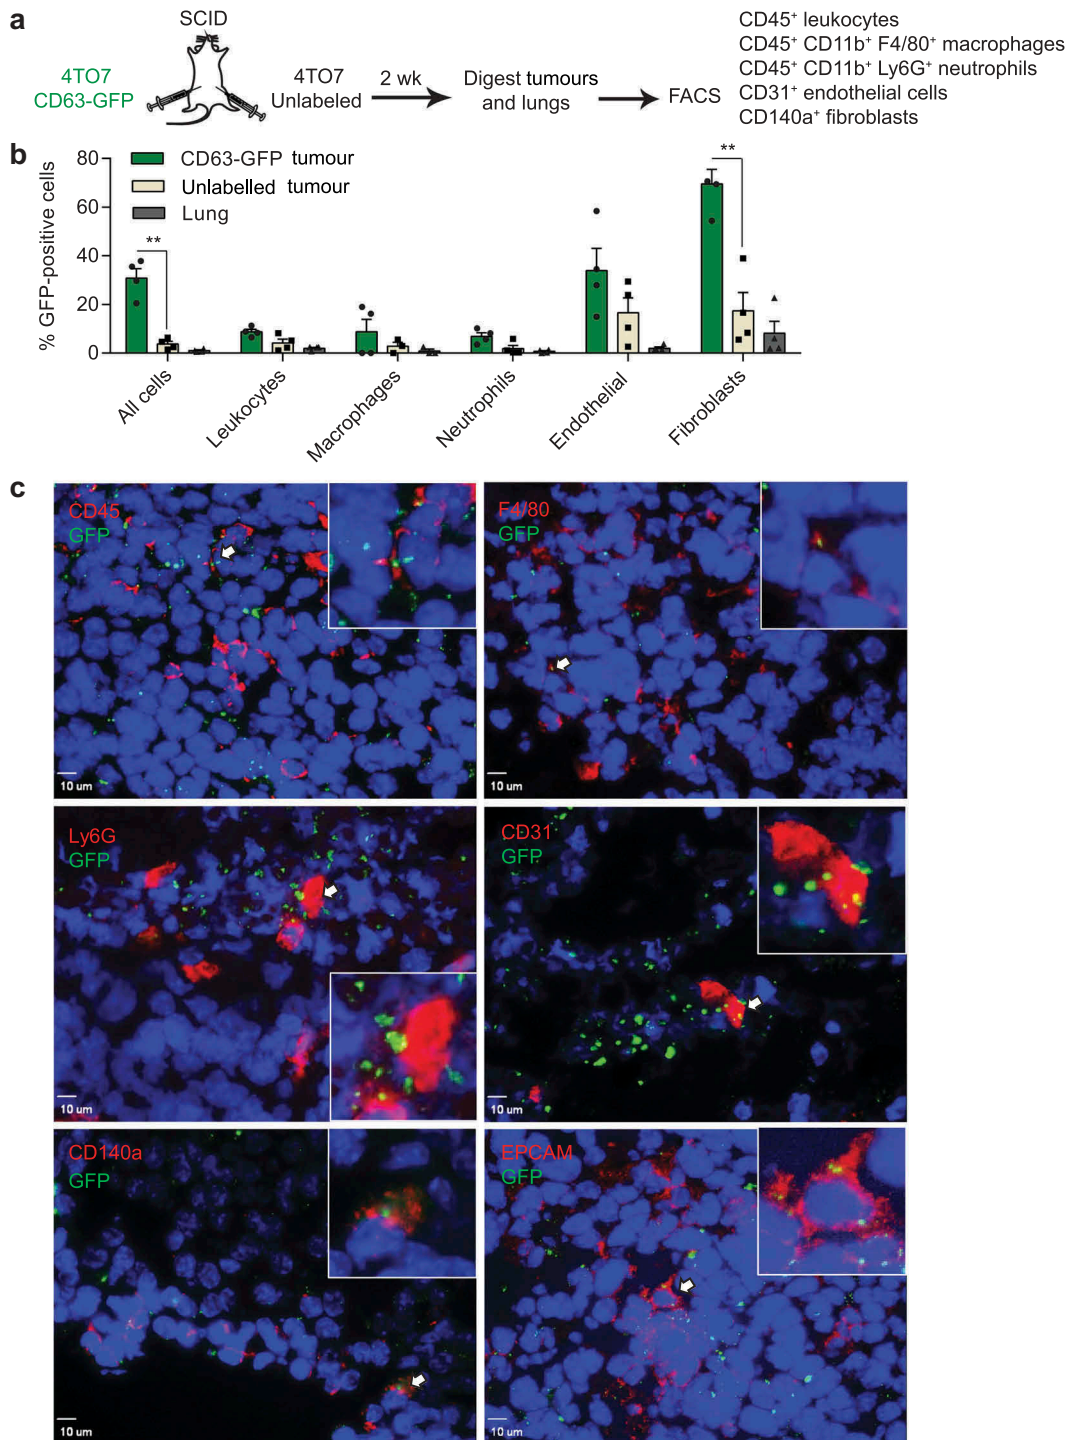 a
SCID
4TO7
CD63-GFP
4TO7
Unlabeled
2 wk
Digest tumours
and lungs
FACS
CD45⁺ leukocytes
CD45⁺ CD11b⁺ F4/80⁺ macrophages
CD45⁺ CD11b⁺ Ly6G⁺ neutrophils
CD31⁺ endothelial cells
CD140a⁺ fibroblasts
b
% GFP-positive cells
80
60
40
20
0
CD63-GFP tumour
Unlabelled tumour
Lung
**
**
All cells
Leukocytes
Macrophages
Neutrophils
Endothelial
Fibroblasts
c
CD45
GFP
10 um
F4/80
GFP
10 um
Ly6G
GFP
10 um
CD31
GFP
10 um
CD140a
GFP
10 um
EPCAM
GFP
10 um